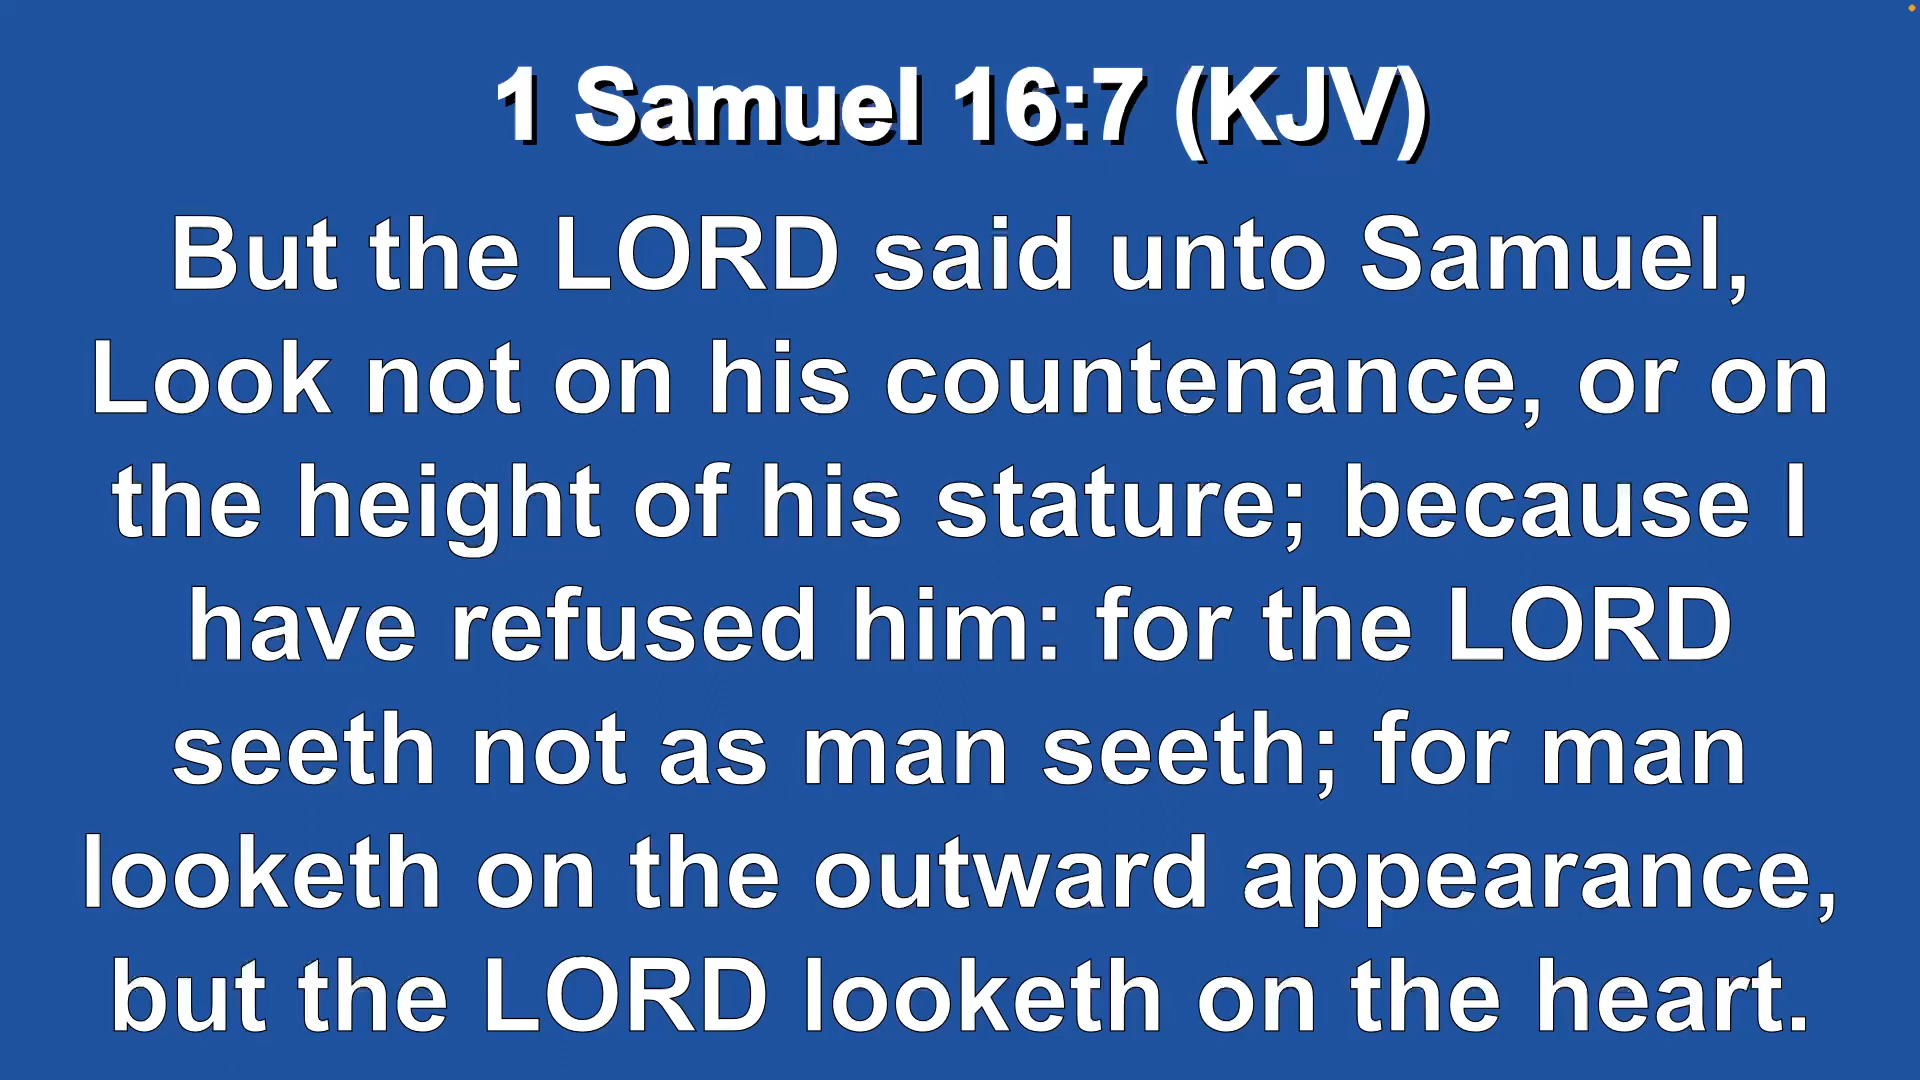 1 Samuel 16:7 (KJV)
But the LORD said unto Samuel,
Look not on his countenance, or on
the height of his stature; because I
have refused him: for the LORD
seeth not as man seeth; for man
looketh on the outward appearance,
but the LORD looketh on the heart.